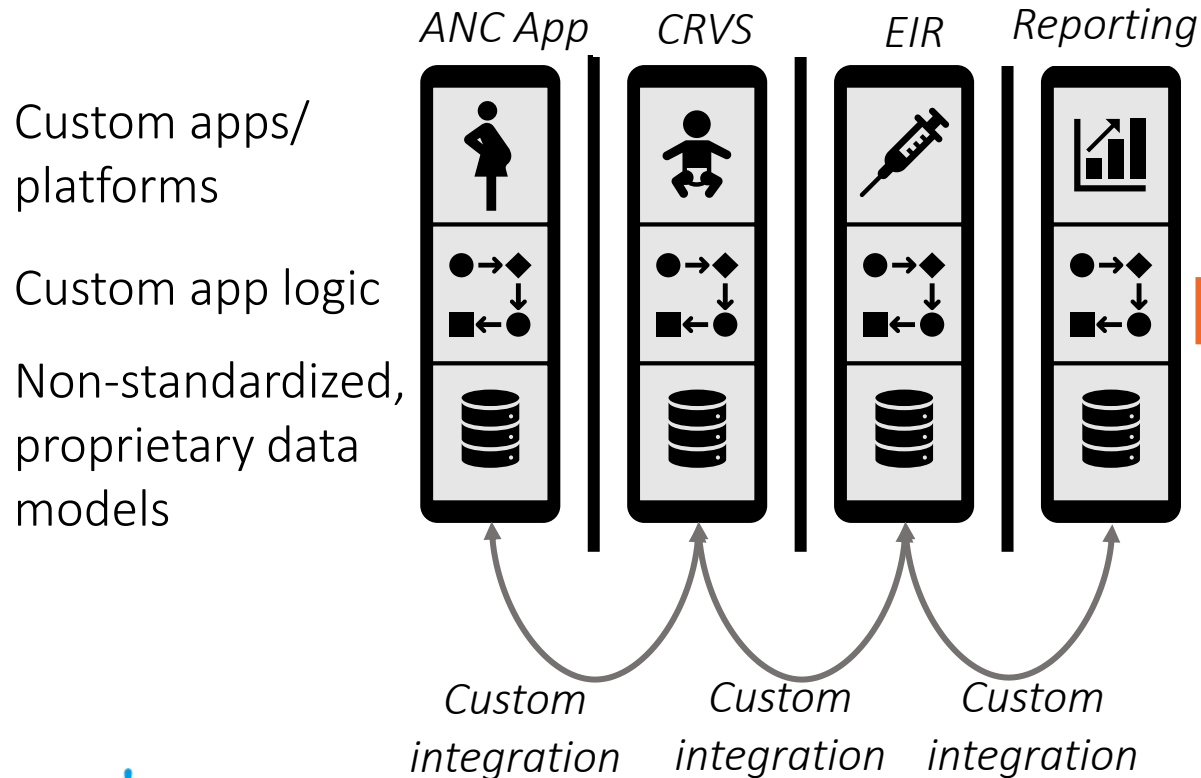 ANC App
CRVS
EIR
Reporting
Custom apps/
platforms
Custom app logic
Non-standardized,
proprietary data
models
Custom
integration
Custom
integration
Custom
integration